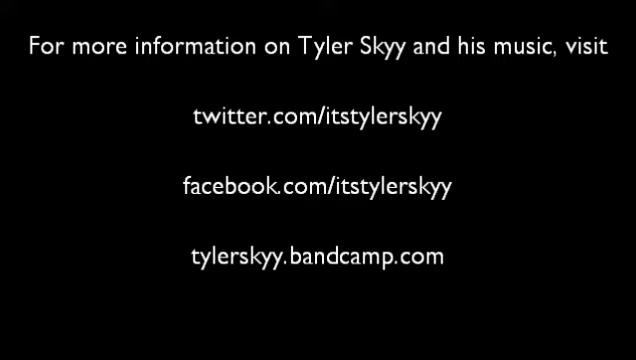 For more information on Tyler Skyy and his music, visit
twitter.com/itstylerskyy
facebook.com/itstylerskyy
tylerskyy.bandcamp.com